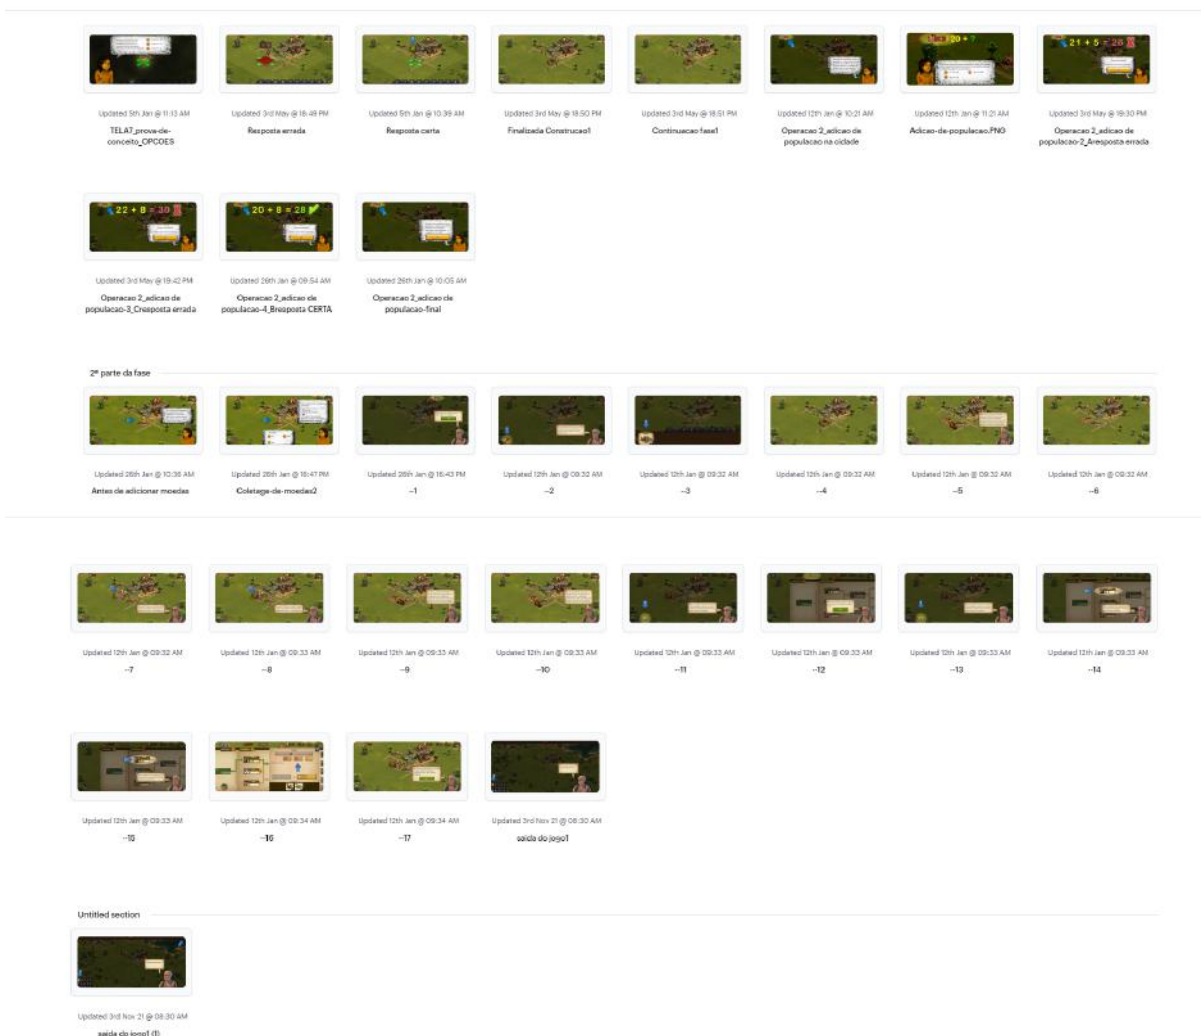 20 + ?
21 + 5 = 26
Updated 5th Jan @ 11:13 AM
Updated 3rd May @ 18:49 PM
Updated 5th Jan @ 10:39 AM
Updated 3rd May @ 18:50 PM
Updated 3rd May @ 18:51 PM
Updated 12th Jan @ 10:21 AM
Updated 12th Jan @ 11:21 AM
Updated 3rd May @ 19:30 PM
TELA7_prova-de-
conceito_OPCOES
Resposta errada
Resposta carta
Finalizada Construcao1
Continuacao fase1
Operacao 2_adicao de
populacao na cidade
Adicao-de-populacao.PNG
Operacao 2_adicao de
populacao-2_Aresposta errada
22 + 8 = 30
20 + 8 = 28
Updated 3rd May @ 19:42 PM
Updated 26th Jan @ 09:54 AM
Updated 26th Jan @ 10:05 AM
Operacao 2_adicao de
populacao-3_Cresposta errada
Operacao 2_adicao de
populacao-4_Bresposta CERTA
Operacao 2_adicao de
populacao-final
2ª parte da fase
Updated 26th Jan @ 10:36 AM
Updated 26th Jan @ 16:47 PM
Updated 26th Jan @ 16:43 PM
Updated 12th Jan @ 09:32 AM
Updated 12th Jan @ 09:32 AM
Updated 12th Jan @ 09:32 AM
Updated 12th Jan @ 09:32 AM
Updated 12th Jan @ 09:32 AM
Antes de adicionar moedas
Coletage-de-moedas2
--1
--2
--3
--4
--5
--6
Updated 12th Jan @ 09:32 AM
Updated 12th Jan @ 09:33 AM
Updated 12th Jan @ 09:33 AM
Updated 12th Jan @ 09:33 AM
Updated 12th Jan @ 09:33 AM
Updated 12th Jan @ 09:33 AM
Updated 12th Jan @ 09:33 AM
Updated 12th Jan @ 09:33 AM
--7
--8
--9
--10
--11
--12
--13
--14
Updated 12th Jan @ 09:33 AM
Updated 12th Jan @ 09:34 AM
Updated 12th Jan @ 09:34 AM
Updated 3rd Nov 21 @ 08:30 AM
--15
--16
--17
saida do jogo1
Untitled section
Updated 3rd Nov 21 @ 08:30 AM
saida do jogo1 (1)